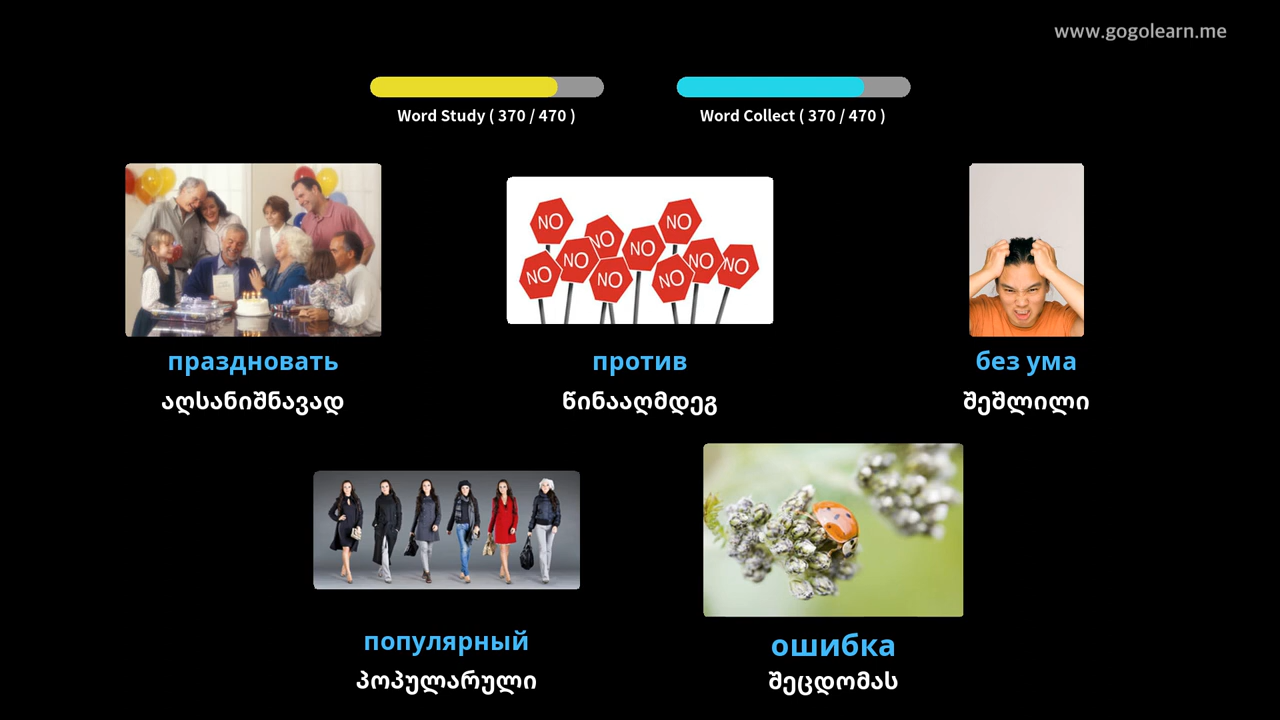 www.gogolearn.me
Word Study ( 370 / 470 )
Word Collect ( 370 / 470 )
NO
NO
NO
NO
NO
NO
NO
NO
NO
NO
праздновать
против
без ума
აღსანიშნავად
წინააღმდეგ
შეშლილი
популярный
ошибка
პოპულარული
შეცდომას